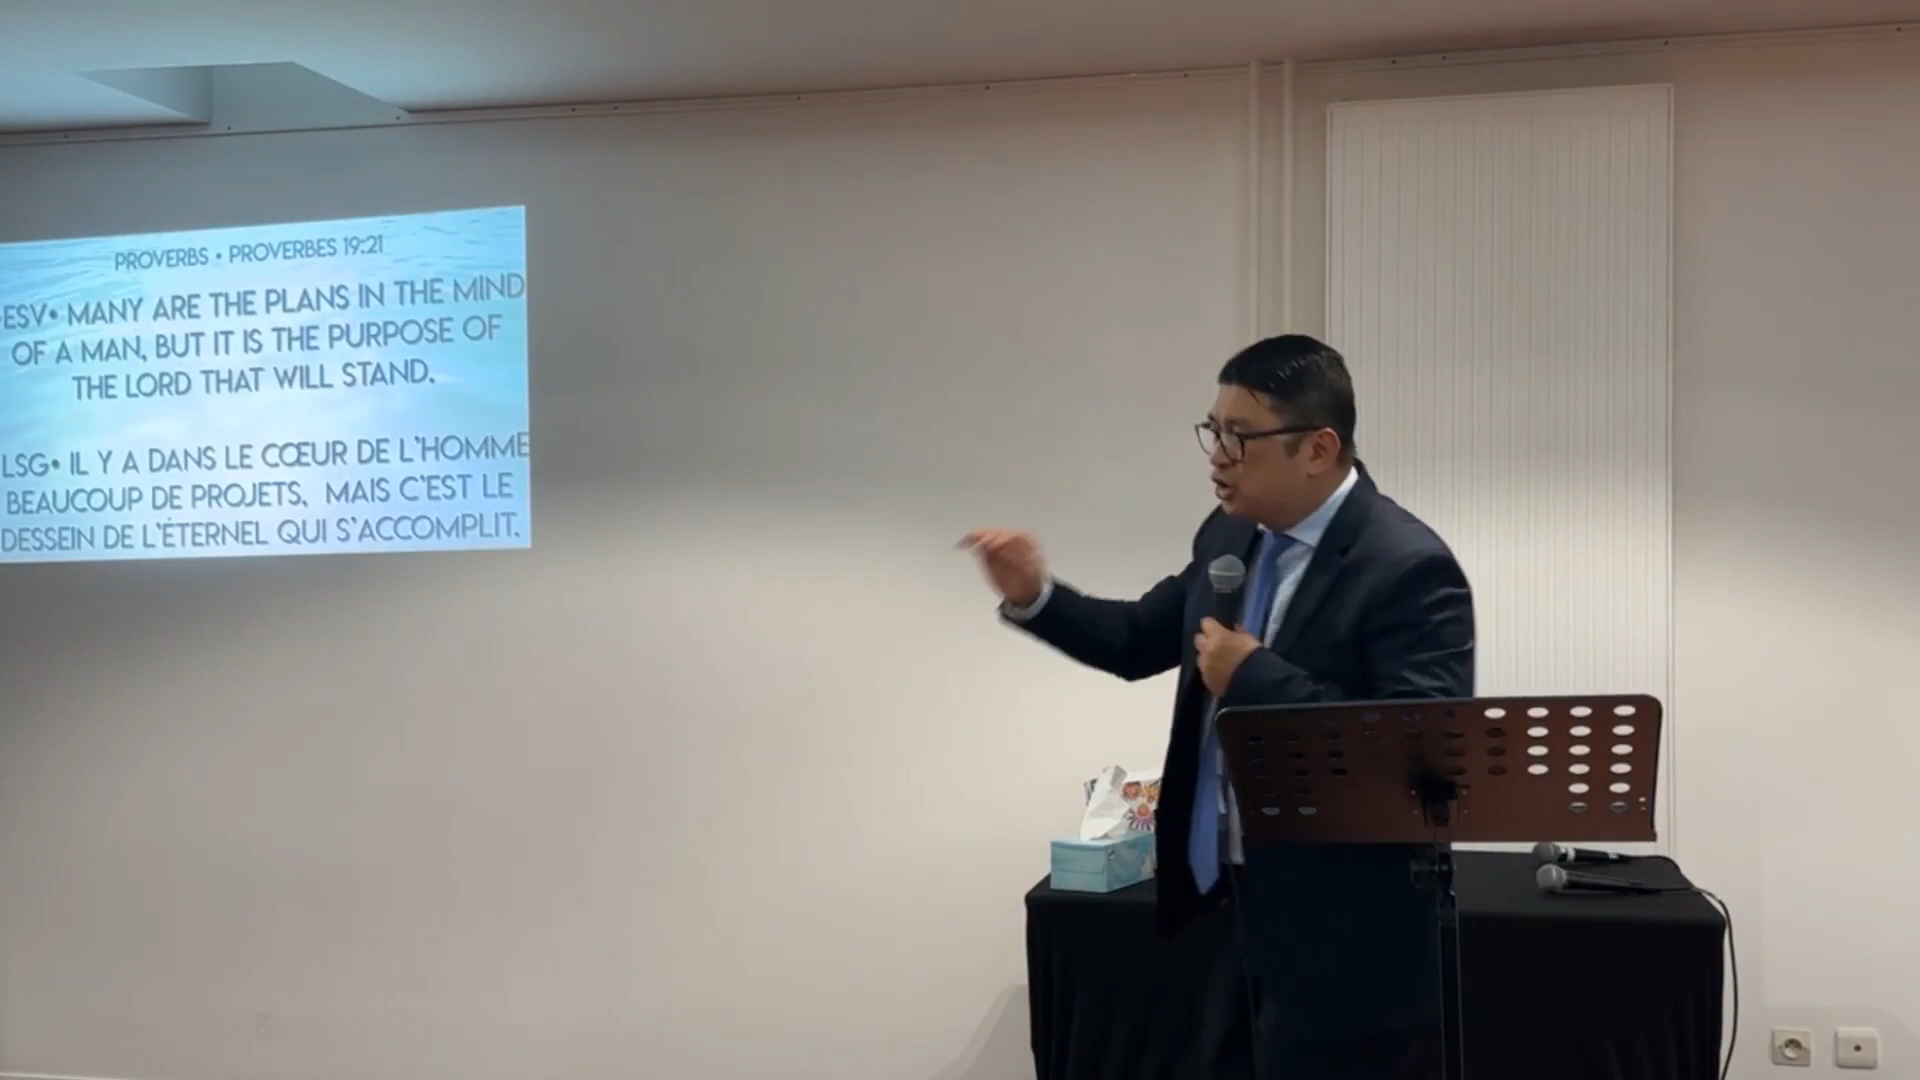 PROVERBS • PROVERBES 19:21
ESV• MANY ARE THE PLANS IN THE MIND
OF A MAN, BUT IT IS THE PURPOSE OF
THE LORD THAT WILL STAND.
LSG• IL Y A DANS LE CŒUR DE L'HOMME
BEAUCOUP DE PROJETS, MAIS C'EST LE
DESSEIN DE L'ÉTERNEL QUI S'ACCOMPLIT.